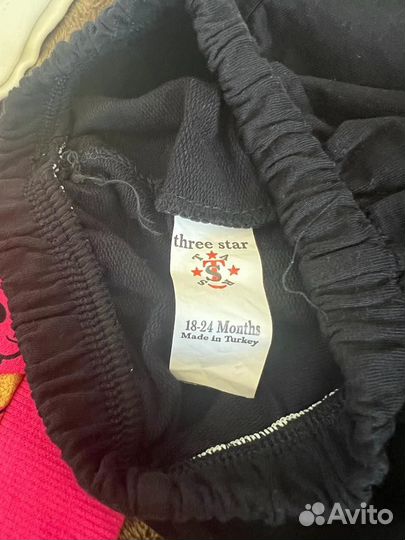 three star
T A
S
S R
18-24 Months
Made in Turkey
Avito